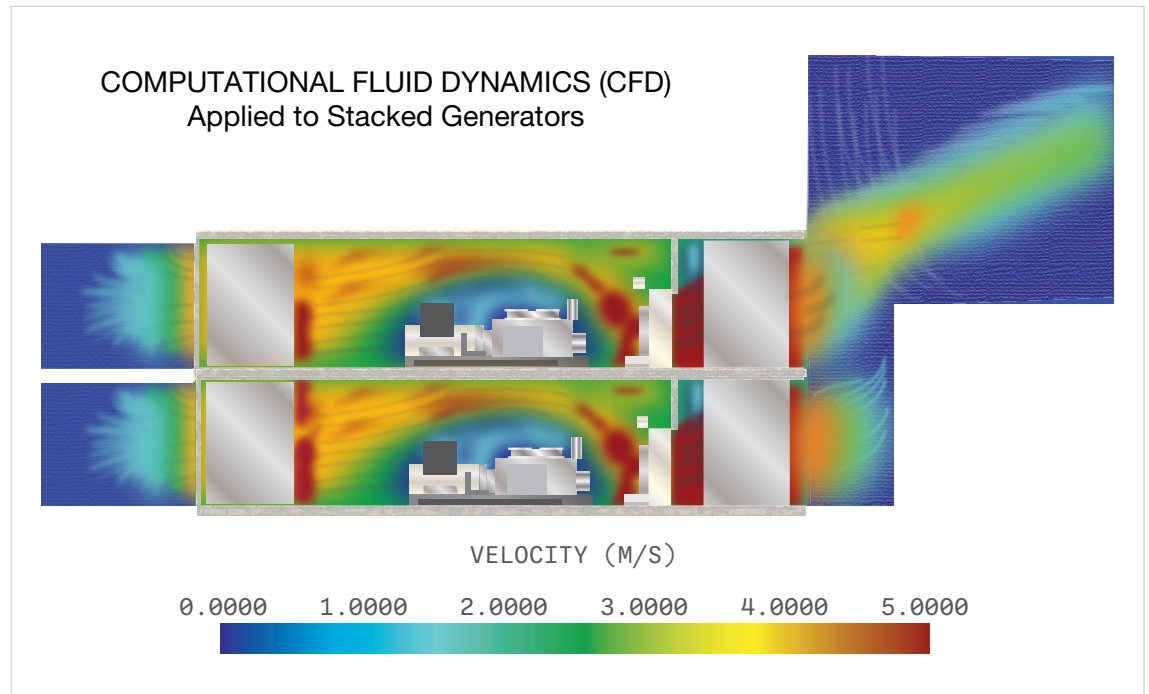 COMPUTATIONAL FLUID DYNAMICS (CFD)
Applied to Stacked Generators
VELOCITY (M/S)
0.0000 1.0000 2.0000 3.0000 4.0000 5.0000